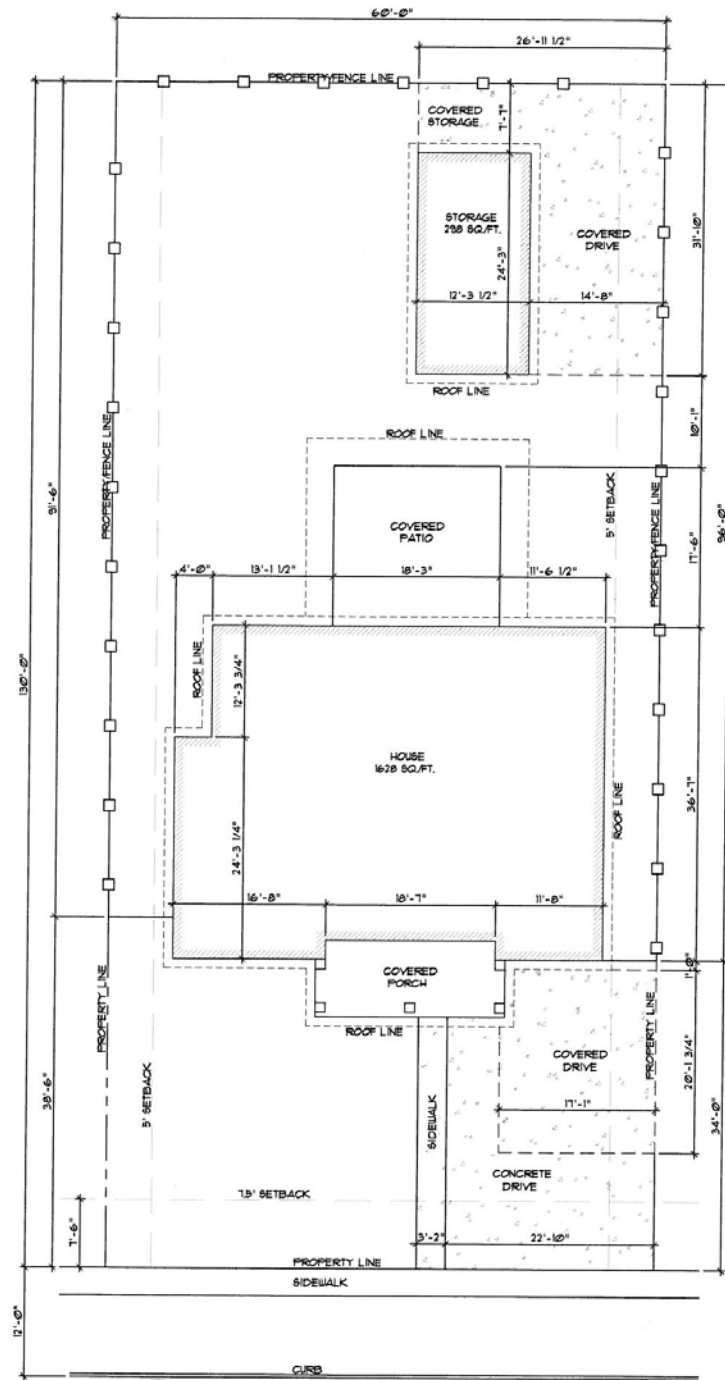 60'-0"
26'-11 1/2"
PROPERTY/FENCE LINE
COVERED
STORAGE
7'-7"
STORAGE
298 SQ/FT.
COVERED
DRIVE
31'-10"
24'-3"
12'-3 1/2"
14'-8"
ROOF LINE
10'-1"
ROOF LINE
PROPERTY/FENCE LINE
91'-6"
COVERED
PATIO
5' SETBACK
PROPERTY/FENCE LINE
17'-6"
96'-0"
4'-0"
13'-1 1/2"
18'-3"
11'-6 1/2"
130'-0"
ROOF LINE
12'-3 3/4"
HOUSE
1628 SQ/FT.
ROOF LINE
36'-7"
24'-3 1/4"
16'-8"
18'-7"
11'-8"
COVERED
PORCH
1'-0"
PROPERTY LINE
ROOF LINE
PROPERTY LINE
COVERED
DRIVE
20'-1 3/4"
38'-6"
5' SETBACK
SIDEWALK
17'-1"
34'-0"
CONCRETE
DRIVE
7.5' SETBACK
7'-6"
3'-2"
22'-10"
PROPERTY LINE
SIDEWALK
12'-0"
CURB